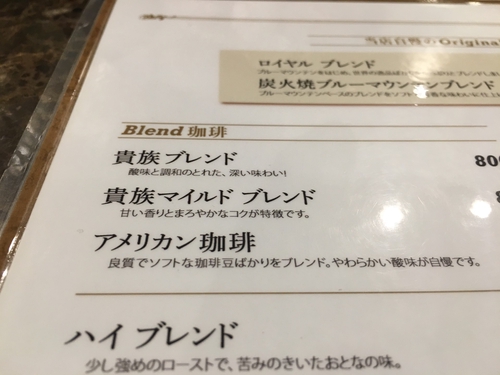 当店自慢のOriginal
ロイヤル ブレンド
炭火焼ブルーマウンテンブレンド
Blend 珈琲
貴族ブレンド 80
酸味と調和のとれた、深い味わい!
貴族マイルド ブレンド
甘い香りとまろやかなコクが特徴です。
アメリカン珈琲
良質でソフトな珈琲豆ばかりをブレンド。やわらかい酸味が自慢です。
ハイ ブレンド
少し強めのローストで、苦みのきいたおとなの味。